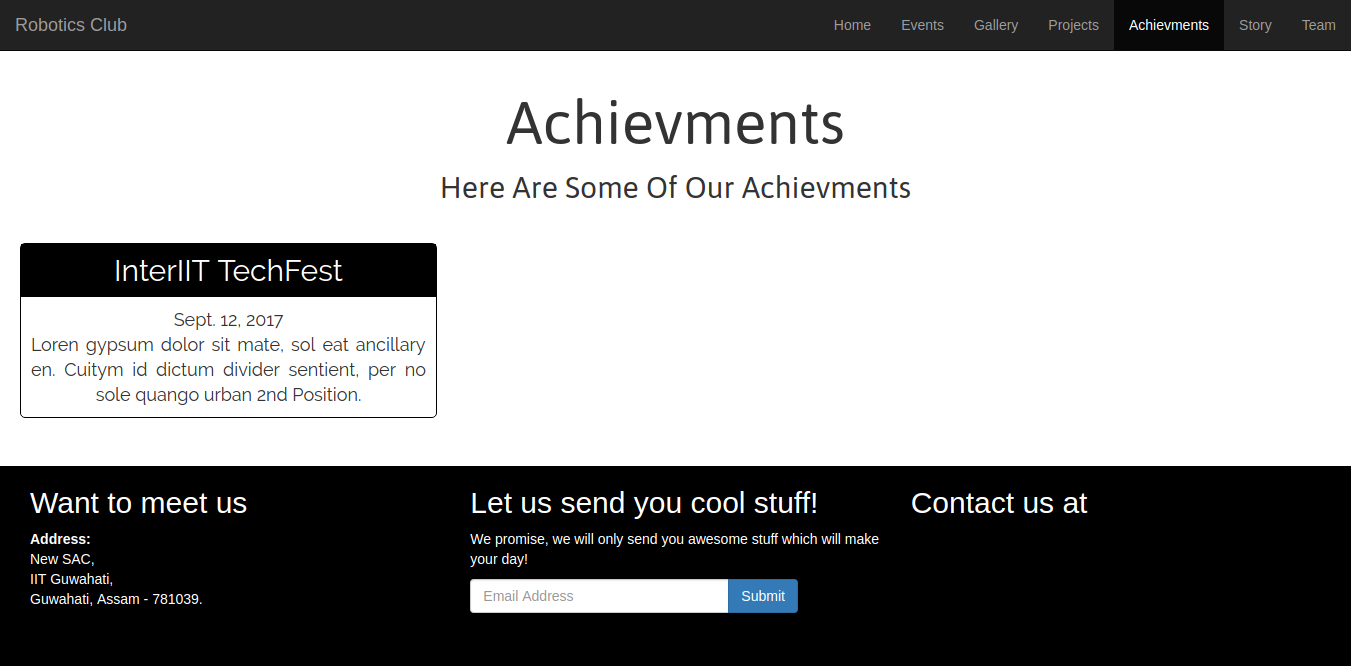 Robotics Club Home Events Gallery Projects Achievments Story Team
Achievments
Here Are Some Of Our Achievments
InterIIT TechFest
Sept. 12, 2017
Loren gypsum dolor sit mate, sol eat ancillary
en. Cuitym id dictum divider sentient, per no
sole quango urban 2nd Position.
Want to meet us
Address:
New SAC,
IIT Guwahati,
Guwahati, Assam - 781039.
Let us send you cool stuff!
We promise, we will only send you awesome stuff which will make
your day!
Email Address Submit
Contact us at